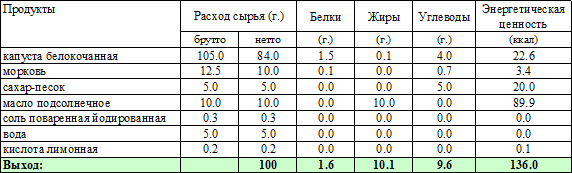 Продукты Расход сырья (г.) Белки Жиры Углеводы Энергетическая ценность
брутто нетто (г.) (г.) (г.) (ккал)
капуста белокочанная 105.0 84.0 1.5 0.1 4.0 22.6
морковь 12.5 10.0 0.1 0.0 0.7 3.4
сахар-песок 5.0 5.0 0.0 0.0 5.0 20.0
масло подсолнечное 10.0 10.0 0.0 10.0 0.0 89.9
соль поваренная йодированная 0.3 0.3 0.0 0.0 0.0 0.0
вода 5.0 5.0 0.0 0.0 0.0 0.0
кислота лимонная 0.2 0.2 0.0 0.0 0.0 0.1
Выход: 100 1.6 10.1 9.6 136.0